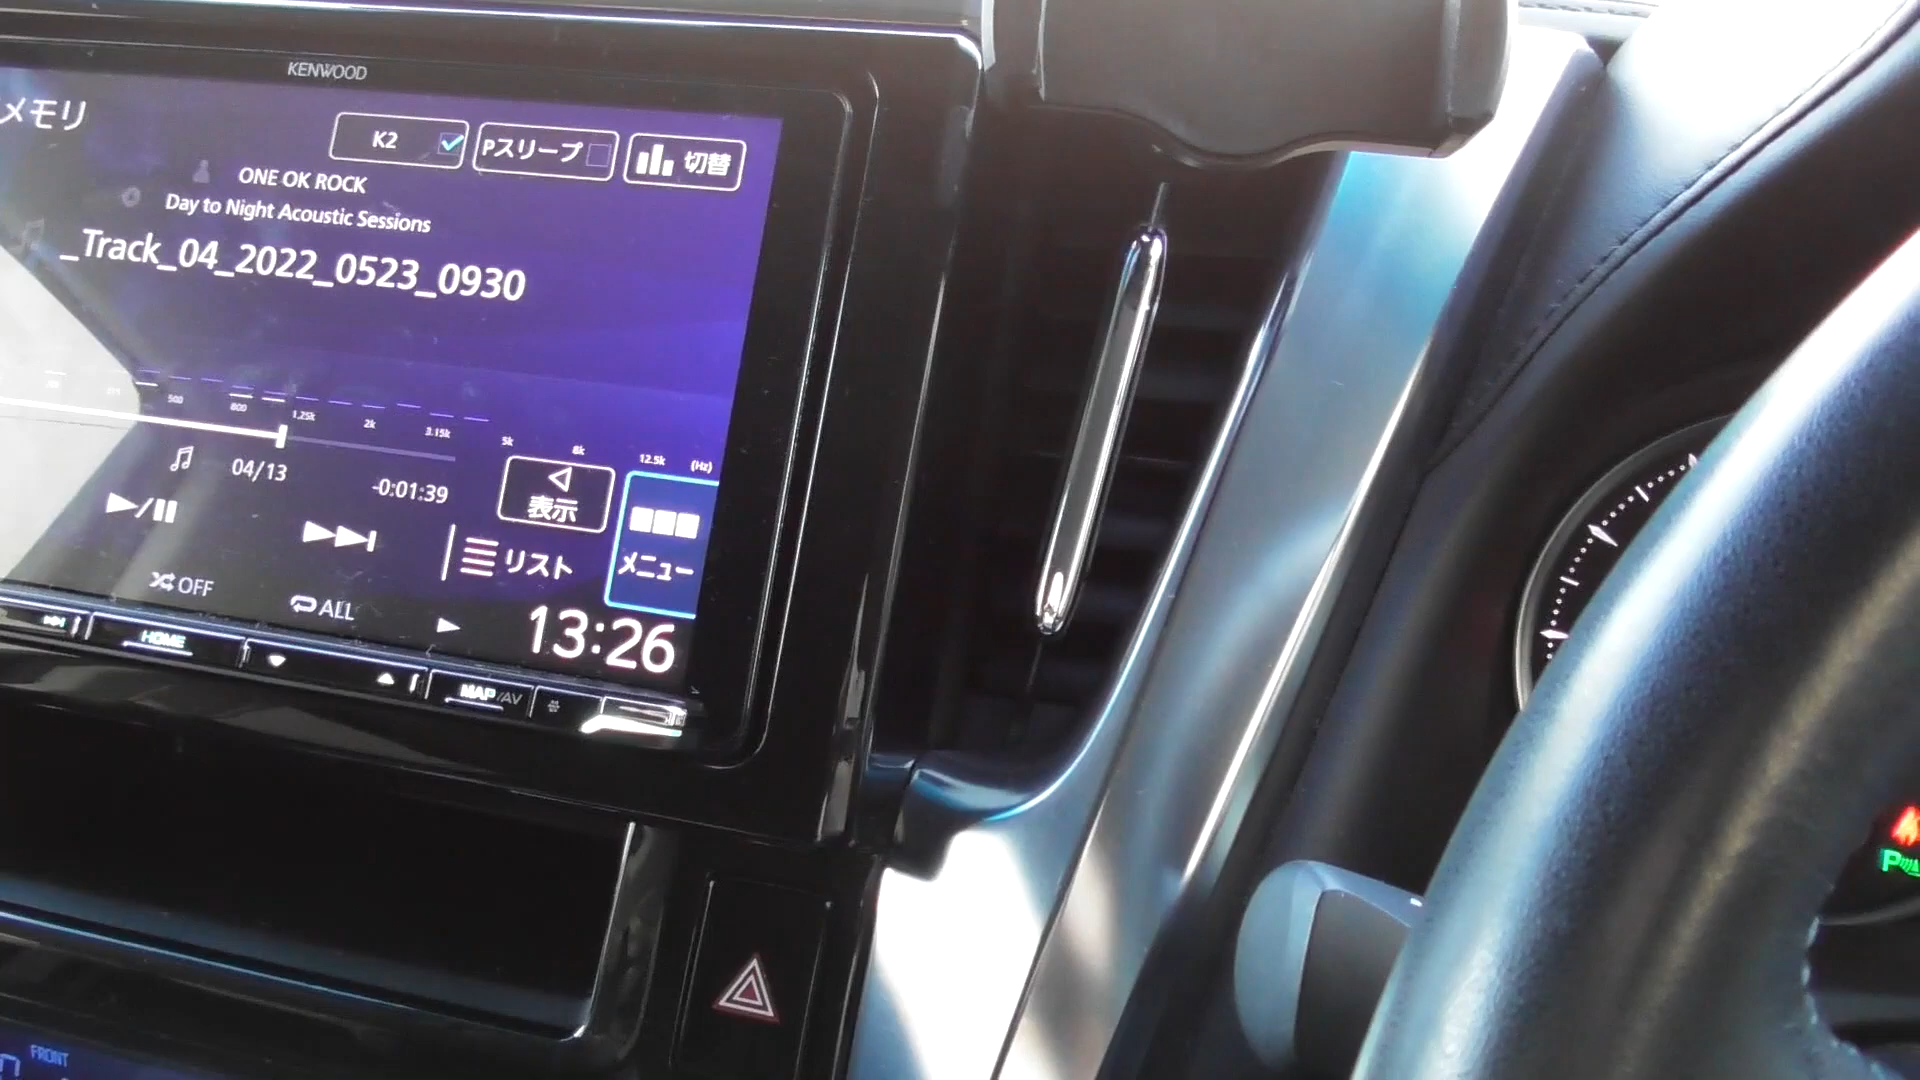 KENWOOD
メモリ
K2
Pスリープ
切替
ONE OK ROCK
Day to Night Acoustic Sessions
_Track_04_2022_0523_0930
500
800
1.25k
2k
3.15k
5k
8k
12.5k
(Hz)
04/13
-0:01:39
表示
メニュー
リスト
OFF
ALL
13:26
HOME
MAP/AV
FRONT
P